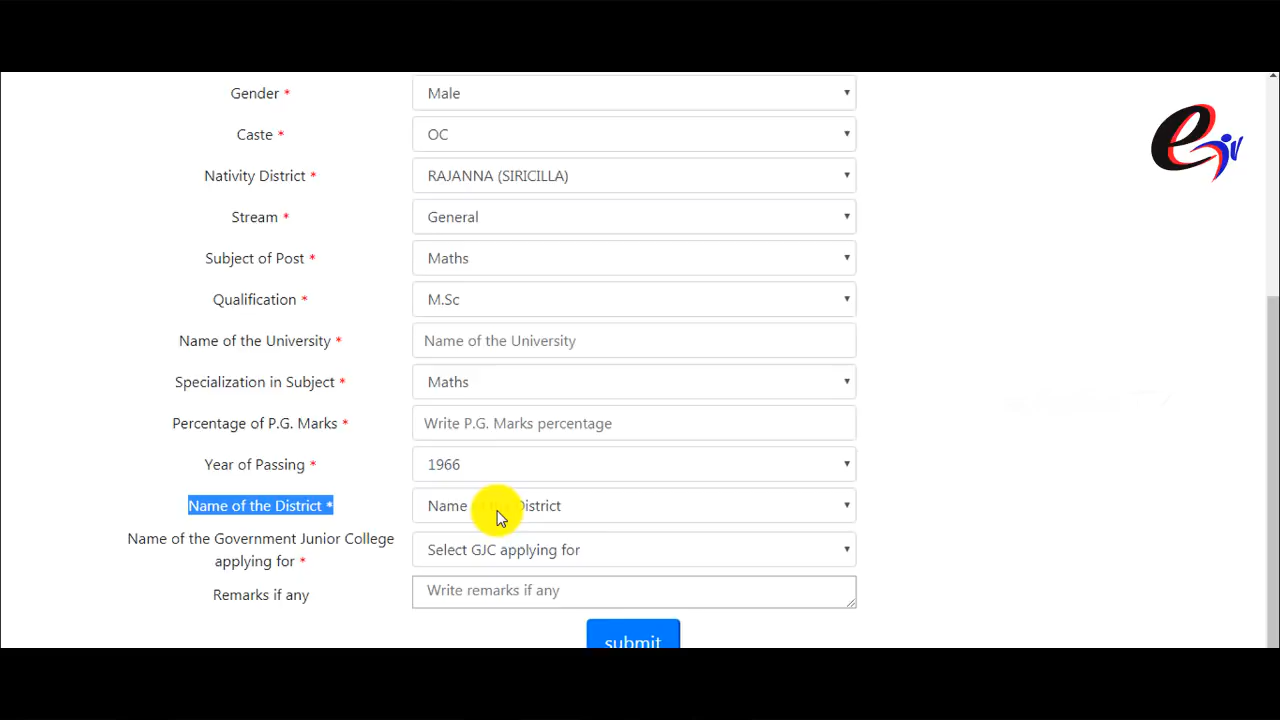 Gender * Male
Caste * OC
Nativity District * RAJANNA (SIRICILLA)
Stream * General
Subject of Post * Maths
Qualification * M.Sc
Name of the University * Name of the University
Specialization in Subject * Maths
Percentage of P.G. Marks * Write P.G. Marks percentage
Year of Passing * 1966
Name of the District * Name of the District
Name of the Government Junior College
applying for * Select GJC applying for
Remarks if any Write remarks if any
submit